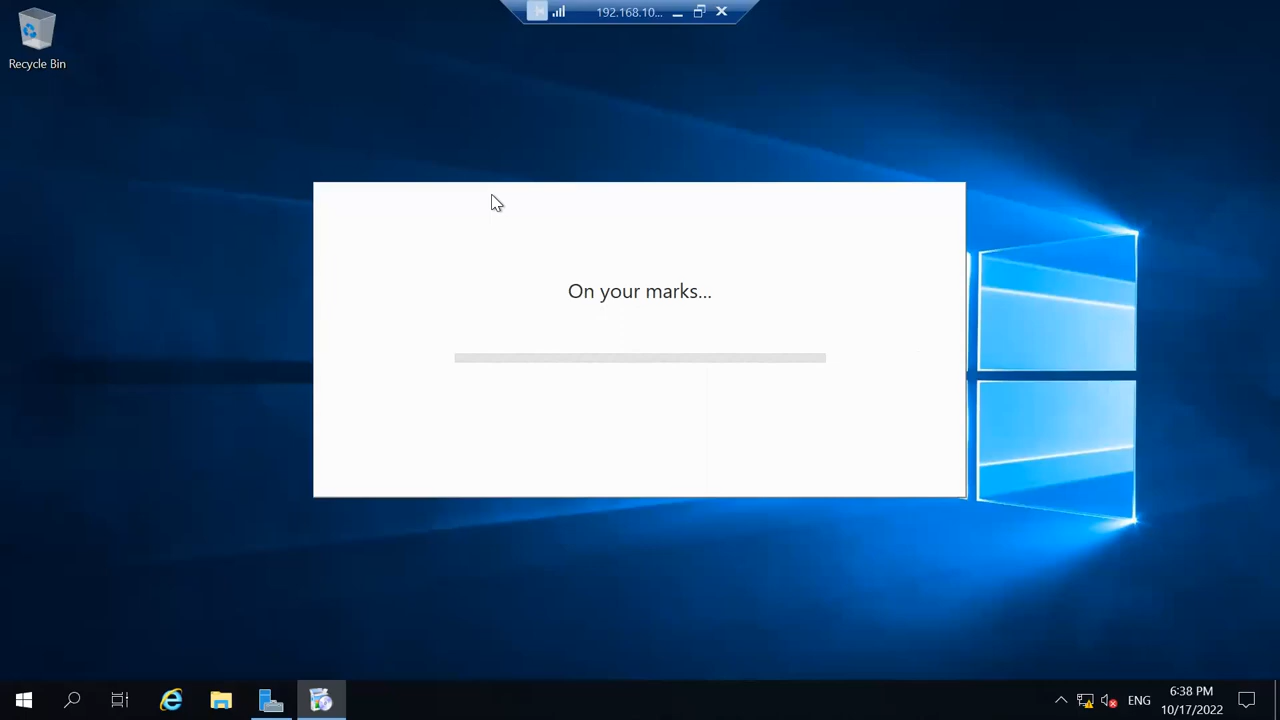 192.168.10...
Recycle Bin
On your marks...
ENG
6:38 PM
10/17/2022